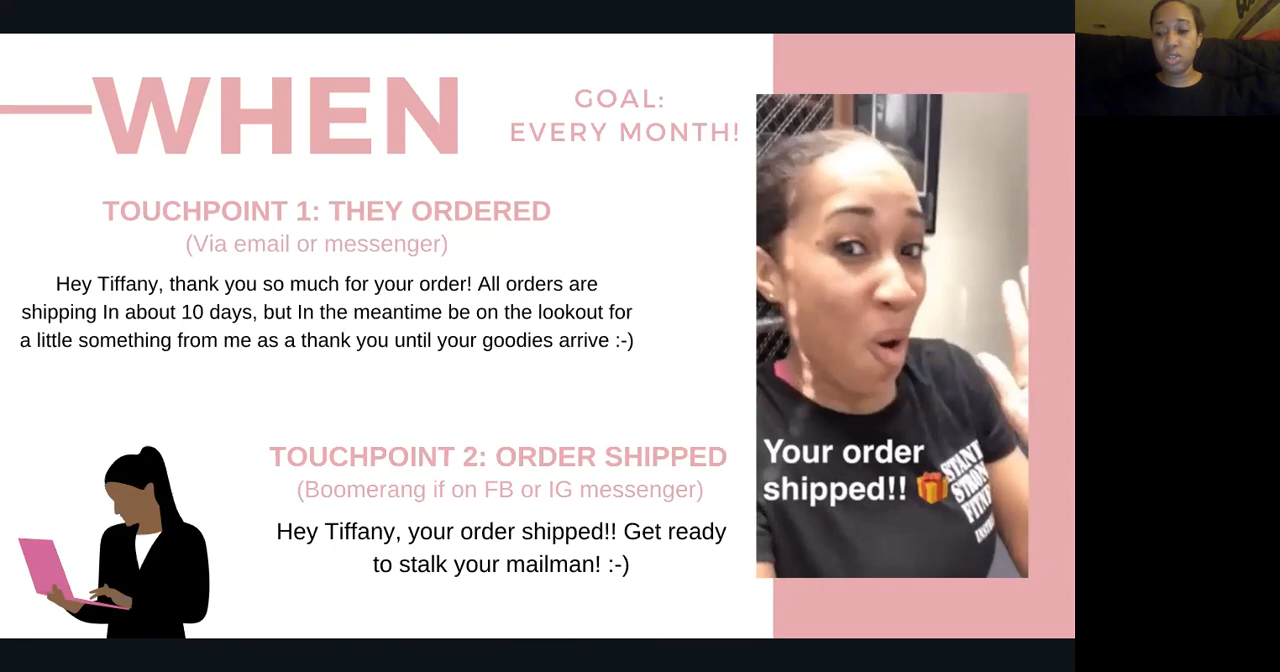 WHEN
GOAL:
EVERY MONTH!
TOUCHPOINT 1: THEY ORDERED
(Via email or messenger)
Hey Tiffany, thank you so much for your order! All orders are
shipping In about 10 days, but In the meantime be on the lookout for
a little something from me as a thank you until your goodies arrive :-)
TOUCHPOINT 2: ORDER SHIPPED
(Boomerang if on FB or IG messenger)
Hey Tiffany, your order shipped!! Get ready
to stalk your mailman! :-)
Your order
shipped!! 🎁
STRONG